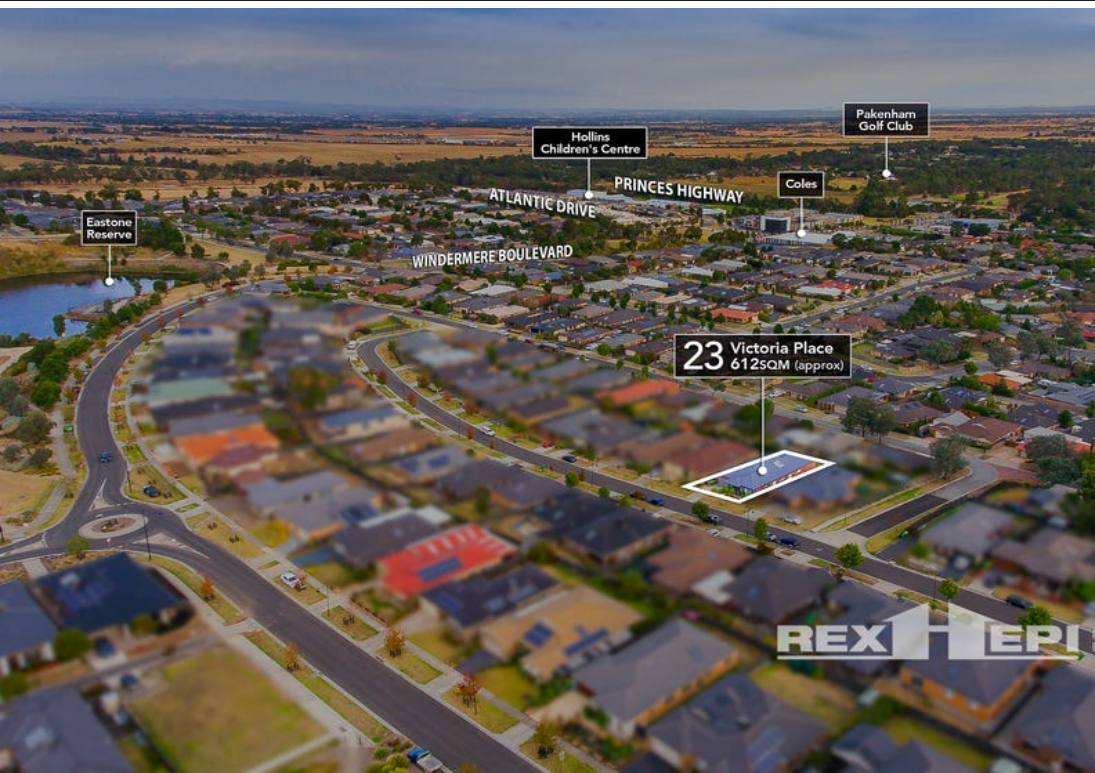 Pakenham
Golf Club
Hollins
Children's Centre
Coles
PRINCES HIGHWAY
ATLANTIC DRIVE
Eastone
Reserve
WINDERMERE BOULEVARD
23 Victoria Place
612SQM (approx)
REX HEPI